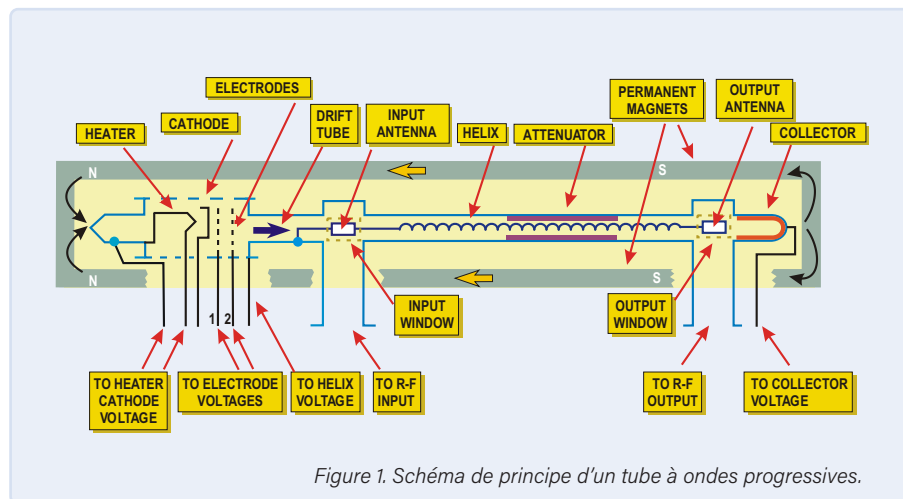 ELECTRODES
CATHODE
HEATER
DRIFT
TUBE
INPUT
ANTENNA
HELIX
ATTENUATOR
PERMANENT
MAGNETS
OUTPUT
ANTENNA
COLLECTOR
N
S
N
S
1 2
INPUT
WINDOW
OUTPUT
WINDOW
TO HEATER
CATHODE
VOLTAGE
TO ELECTRODE
VOLTAGES
TO HELIX
VOLTAGE
TO R-F
INPUT
TO R-F
OUTPUT
TO COLLECTOR
VOLTAGE
Figure 1. Schéma de principe d'un tube à ondes progressives.